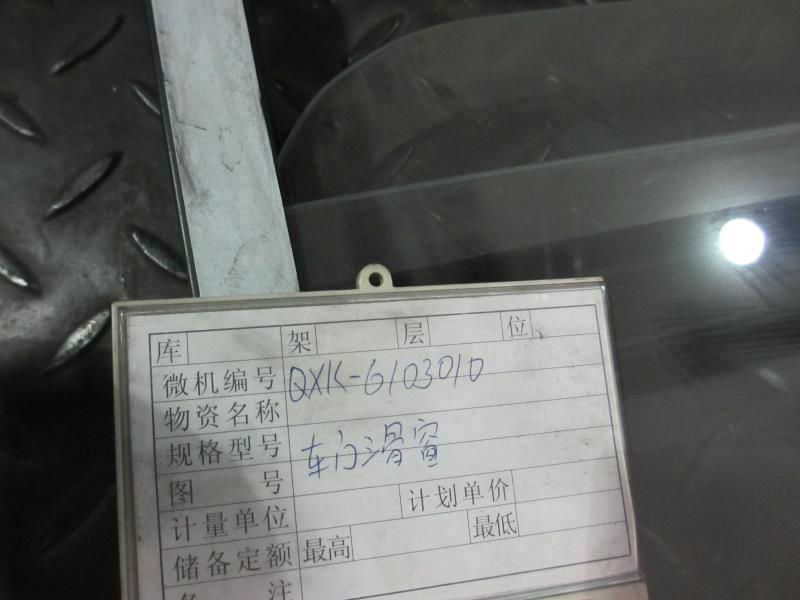 库 架 层 位
微机编号 QXK-6103010
物资名称
规格型号 车门滑窗
图 号
计量单位 计划单价
储备定额 最高 最低
备 注